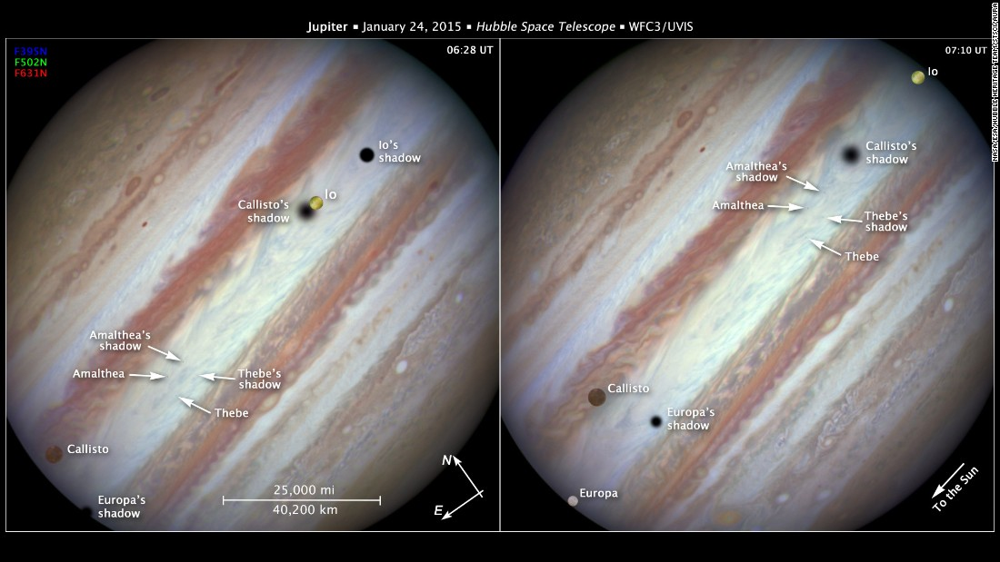 Jupiter ▪ January 24, 2015 ▪ Hubble Space Telescope ▪ WFC3/UVIS
F395N
F502N
F631N
06:28 UT
Io's
shadow
Io
Callisto's
shadow
Amalthea's
shadow
Amalthea
Thebe's
shadow
Thebe
Callisto
Europa's
shadow
25,000 mi
40,200 km
N
E
07:10 UT
Io
Callisto's
shadow
Amalthea's
shadow
Amalthea
Thebe's
shadow
Thebe
Callisto
Europa's
shadow
Europa
To the Sun
NASA/ESA/HUBBLE HERITAGE TEAM/STSCI/AURA